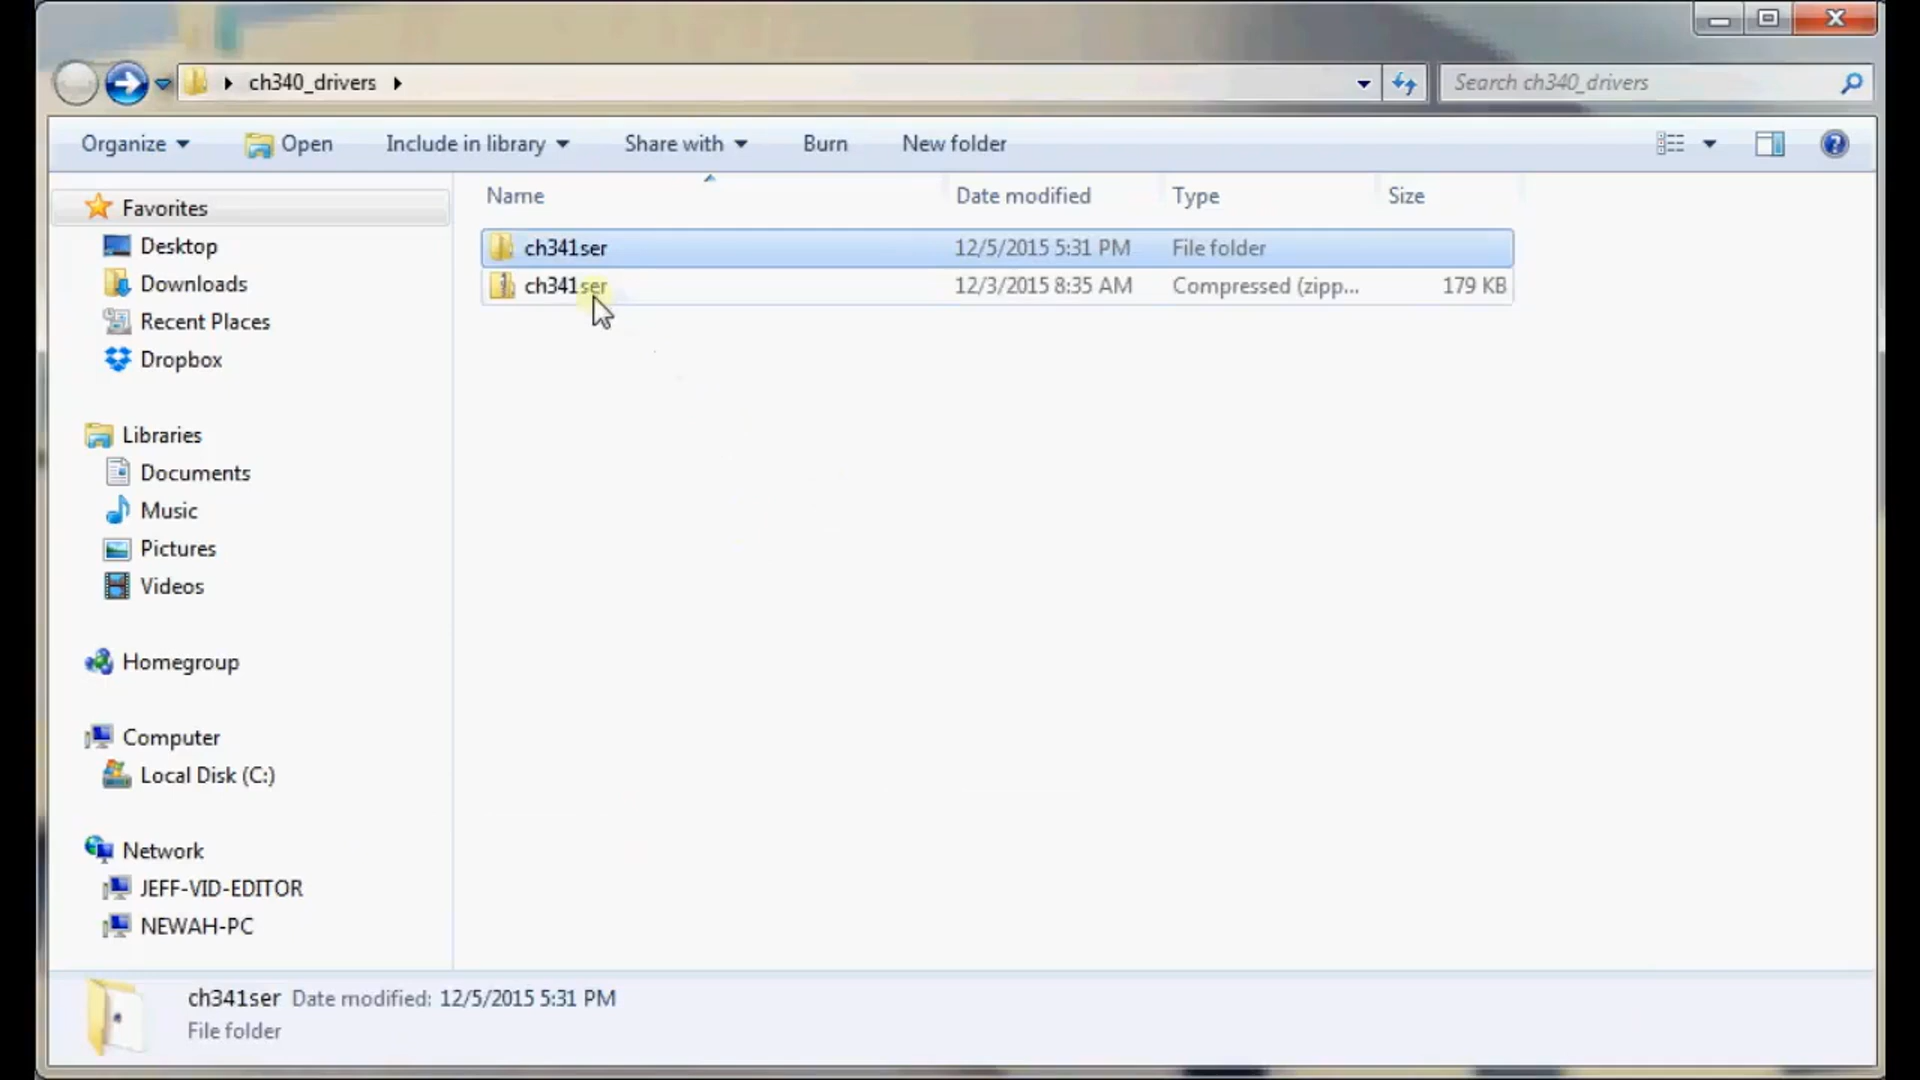 ch340_drivers
Search ch340_drivers
Organize Open Include in library Share with Burn New folder
Name Date modified Type Size
Favorites
Desktop
Downloads
Recent Places
Dropbox
Libraries
Documents
Music
Pictures
Videos
Homegroup
Computer
Local Disk (C:)
Network
JEFF-VID-EDITOR
NEWAH-PC
ch341ser 12/5/2015 5:31 PM File folder
ch341ser 12/3/2015 8:35 AM Compressed (zipp... 179 KB
ch341ser Date modified: 12/5/2015 5:31 PM
File folder